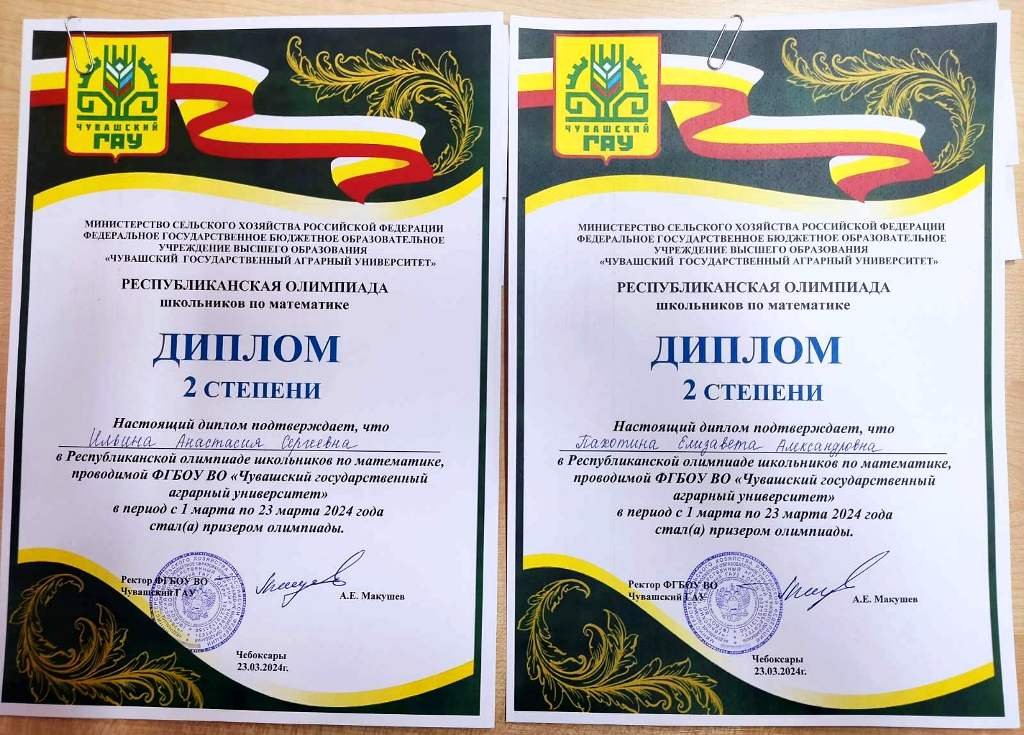 ЧУВАШСКИЙ
ГАУ
МИНИСТЕРСТВО СЕЛЬСКОГО ХОЗЯЙСТВА РОССИЙСКОЙ ФЕДЕРАЦИИ
ФЕДЕРАЛЬНОЕ ГОСУДАРСТВЕННОЕ БЮДЖЕТНОЕ ОБРАЗОВАТЕЛЬНОЕ
УЧРЕЖДЕНИЕ ВЫСШЕГО ОБРАЗОВАНИЯ
«ЧУВАШСКИЙ ГОСУДАРСТВЕННЫЙ АГРАРНЫЙ УНИВЕРСИТЕТ»
РЕСПУБЛИКАНСКАЯ ОЛИМПИАДА
школьников по математике
ДИПЛОМ
2 СТЕПЕНИ
Настоящий диплом подтверждает, что
Ильина Анастасия Сергеевна
в Республиканской олимпиаде школьников по математике,
проводимой ФГБОУ ВО «Чувашский государственный
аграрный университет»
в период с 1 марта по 23 марта 2024 года
стал(а) призером олимпиады.
Ректор ФГБОУ ВО
Чувашский ГАУ
А.Е. Макушев
Чебоксары
23.03.2024г.
ЧУВАШСКИЙ
ГАУ
МИНИСТЕРСТВО СЕЛЬСКОГО ХОЗЯЙСТВА РОССИЙСКОЙ ФЕДЕРАЦИИ
ФЕДЕРАЛЬНОЕ ГОСУДАРСТВЕННОЕ БЮДЖЕТНОЕ ОБРАЗОВАТЕЛЬНОЕ
УЧРЕЖДЕНИЕ ВЫСШЕГО ОБРАЗОВАНИЯ
«ЧУВАШСКИЙ ГОСУДАРСТВЕННЫЙ АГРАРНЫЙ УНИВЕРСИТЕТ»
РЕСПУБЛИКАНСКАЯ ОЛИМПИАДА
школьников по математике
ДИПЛОМ
2 СТЕПЕНИ
Настоящий диплом подтверждает, что
Пахотина Елизавета Александровна
в Республиканской олимпиаде школьников по математике,
проводимой ФГБОУ ВО «Чувашский государственный
аграрный университет»
в период с 1 марта по 23 марта 2024 года
стал(а) призером олимпиады.
Ректор ФГБОУ ВО
Чувашский ГАУ
А.Е. Макушев
Чебоксары
23.03.2024г.